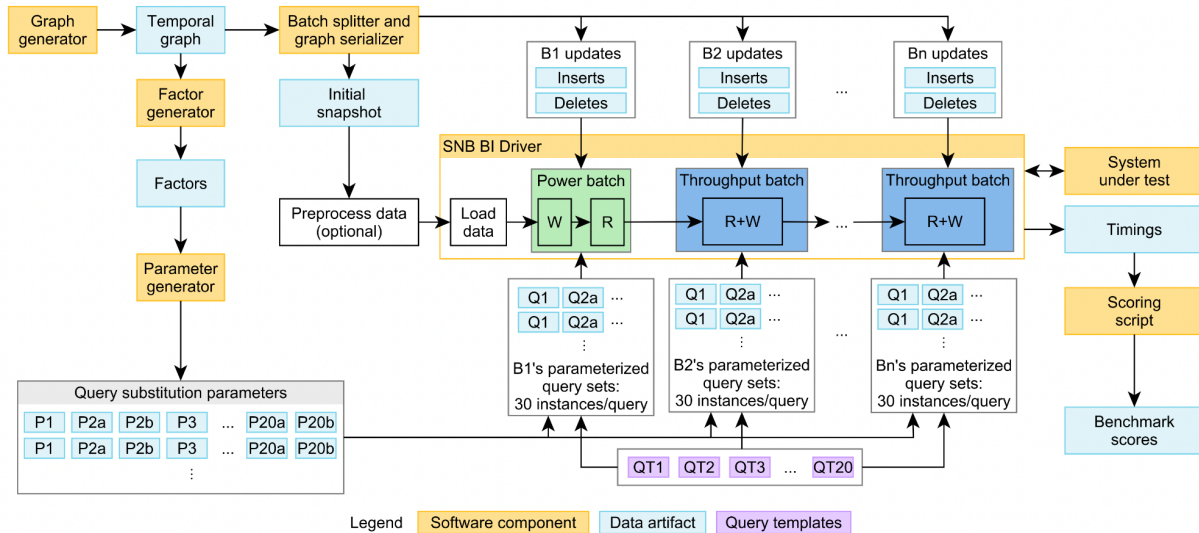 Graph
generator
Temporal
graph
Batch splitter and
graph serializer
B1 updates
Inserts
Deletes
B2 updates
Inserts
Deletes
...
Bn updates
Inserts
Deletes
Factor
generator
Initial
snapshot
Factors
SNB BI Driver
Preprocess data
(optional)
Load
data
Power batch
W
R
Throughput batch
R+W
...
Throughput batch
R+W
System
under test
Timings
Parameter
generator
Q1 Q2a ...
Q1 Q2a ...
⋮
B1's parameterized
query sets:
30 instances/query
Q1 Q2a ...
Q1 Q2a ...
⋮
B2's parameterized
query sets:
30 instances/query
...
Q1 Q2a ...
Q1 Q2a ...
⋮
Bn's parameterized
query sets:
30 instances/query
Scoring
script
Query substitution parameters
P1 P2a P2b P3 ... P20a P20b
P1 P2a P2b P3 ... P20a P20b
⋮
QT1 QT2 QT3 ... QT20
Benchmark
scores
Legend Software component Data artifact Query templates